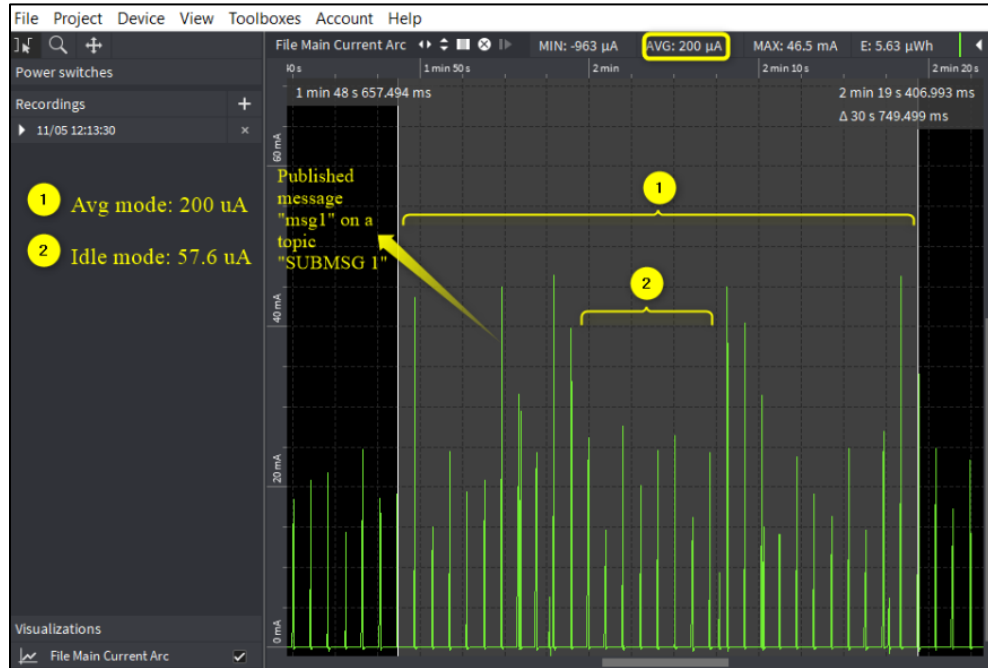 File Project Device View Toolboxes Account Help
File Main Current Arc MIN: -963 µA AVG: 200 µA MAX: 46.5 mA E: 5.63 µWh
Power switches
Recordings +
11/05 12:13:30 ×
1 Avg mode: 200 uA
2 Idle mode: 57.6 uA
Visualizations
File Main Current Arc
40 s 1 min 50 s 2 min 2 min 10 s 2 min 20 s
1 min 48 s 657.494 ms 2 min 19 s 406.993 ms
Δ 30 s 749.499 ms
60 mA
Published
message
"msg1" on a
topic
"SUBMSG 1"
1
2
40 mA
20 mA
0 mA